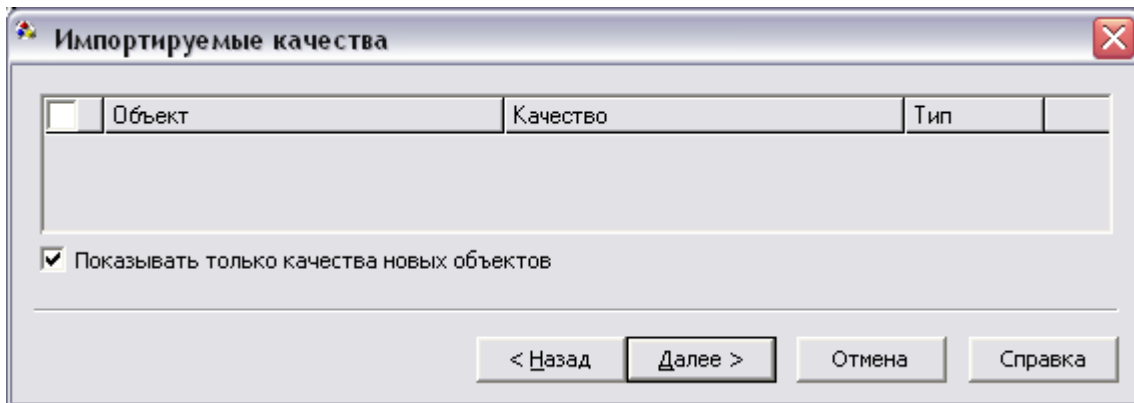 Импортируемые качества
Объект Качество Тип
Показывать только качества новых объектов
< Назад Далее > Отмена Справка